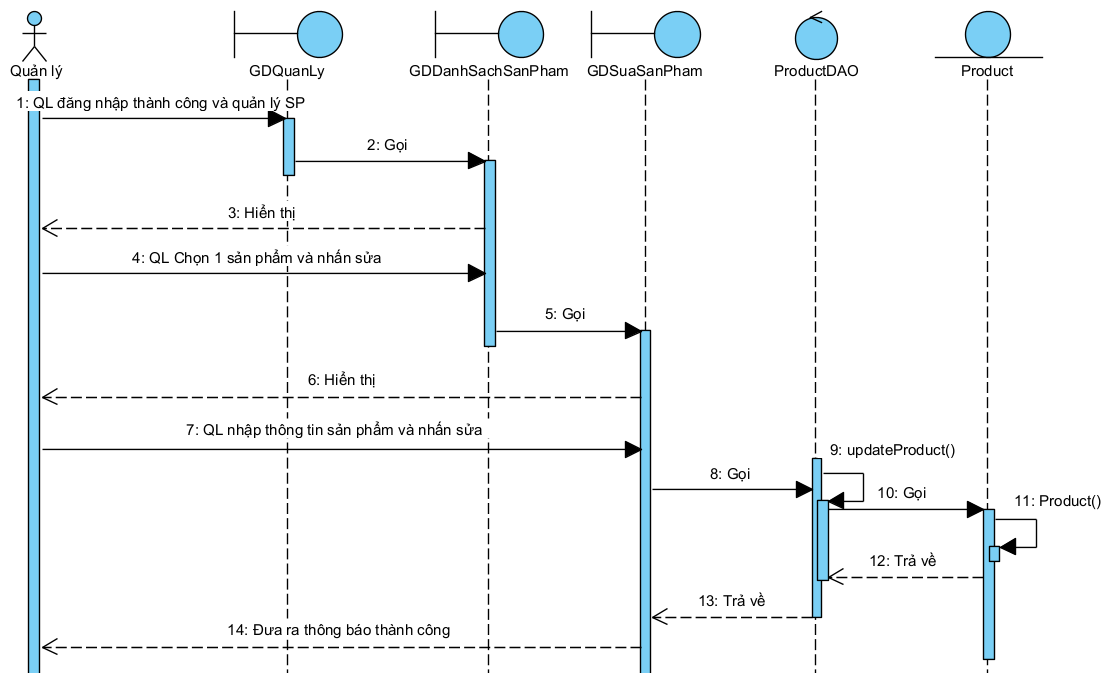 Quản lý
GDQuanLy
GDDanhSachSanPham
GDSuaSanPham
ProductDAO
Product
1: QL đăng nhập thành công và quản lý SP
2: Gọi
3: Hiển thị
4: QL Chọn 1 sản phẩm và nhấn sửa
5: Gọi
6: Hiển thị
7: QL nhập thông tin sản phẩm và nhấn sửa
8: Gọi
9: updateProduct()
10: Gọi
11: Product()
12: Trả về
13: Trả về
14: Đưa ra thông báo thành công